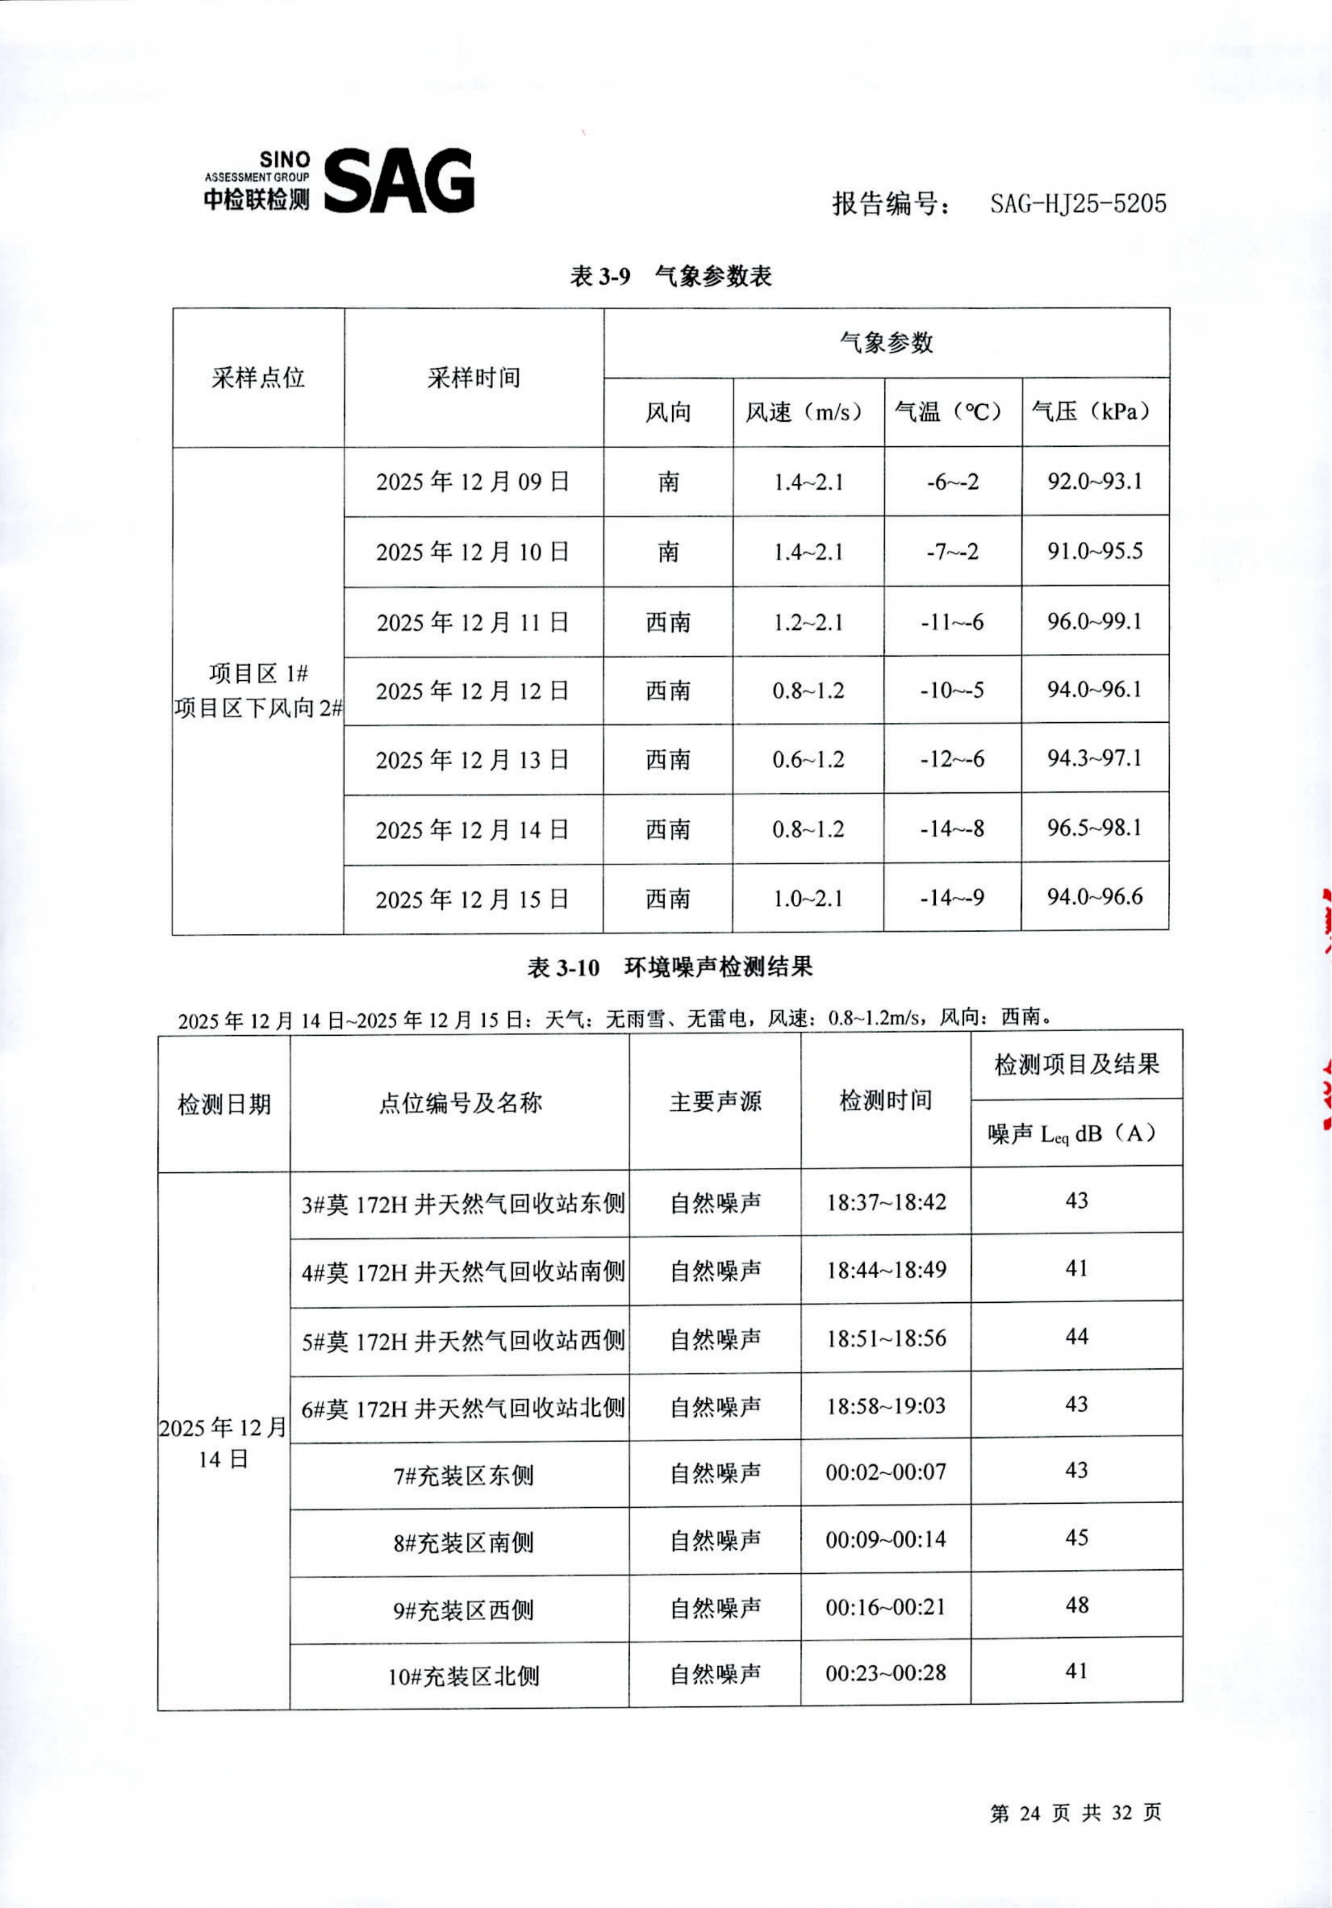 SINO
ASSESSMENT GROUP
中检联检测
SAG
报告编号： SAG-HJ25-5205
表 3-9 气象参数表
采样点位 采样时间 气象参数
风向 风速（m/s） 气温（℃） 气压（kPa）
项目区 1#
项目区下风向 2#
2025 年 12 月 09 日 南 1.4~2.1 -6~-2 92.0~93.1
2025 年 12 月 10 日 南 1.4~2.1 -7~-2 91.0~95.5
2025 年 12 月 11 日 西南 1.2~2.1 -11~-6 96.0~99.1
2025 年 12 月 12 日 西南 0.8~1.2 -10~-5 94.0~96.1
2025 年 12 月 13 日 西南 0.6~1.2 -12~-6 94.3~97.1
2025 年 12 月 14 日 西南 0.8~1.2 -14~-8 96.5~98.1
2025 年 12 月 15 日 西南 1.0~2.1 -14~-9 94.0~96.6
表 3-10 环境噪声检测结果
2025 年 12 月 14 日~2025 年 12 月 15 日：天气：无雨雪、无雷电，风速：0.8~1.2m/s，风向：西南。
检测日期 点位编号及名称 主要声源 检测时间 检测项目及结果
噪声 Leq dB（A）
2025 年 12 月
14 日
3#莫 172H 井天然气回收站东侧 自然噪声 18:37~18:42 43
4#莫 172H 井天然气回收站南侧 自然噪声 18:44~18:49 41
5#莫 172H 井天然气回收站西侧 自然噪声 18:51~18:56 44
6#莫 172H 井天然气回收站北侧 自然噪声 18:58~19:03 43
7#充装区东侧 自然噪声 00:02~00:07 43
8#充装区南侧 自然噪声 00:09~00:14 45
9#充装区西侧 自然噪声 00:16~00:21 48
10#充装区北侧 自然噪声 00:23~00:28 41
第 24 页 共 32 页